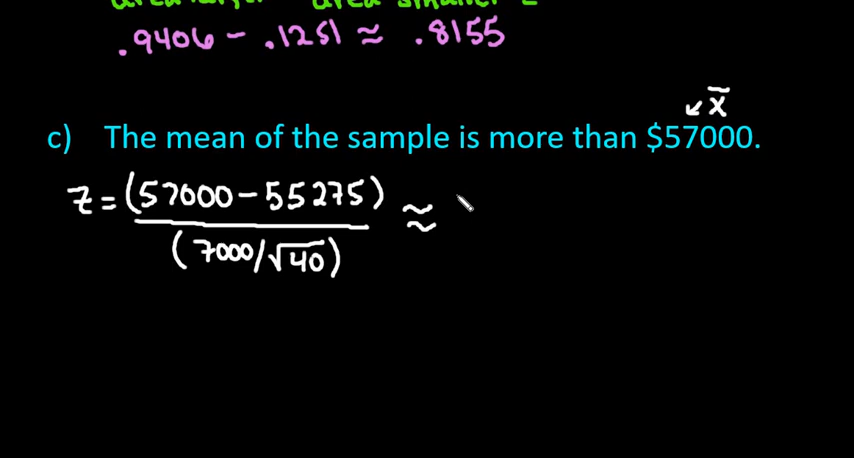 .9406 - .1251 ≈ .8155
x̄
c) The mean of the sample is more than $57000.
z = (57000 - 55275) / (7000/√40) ≈